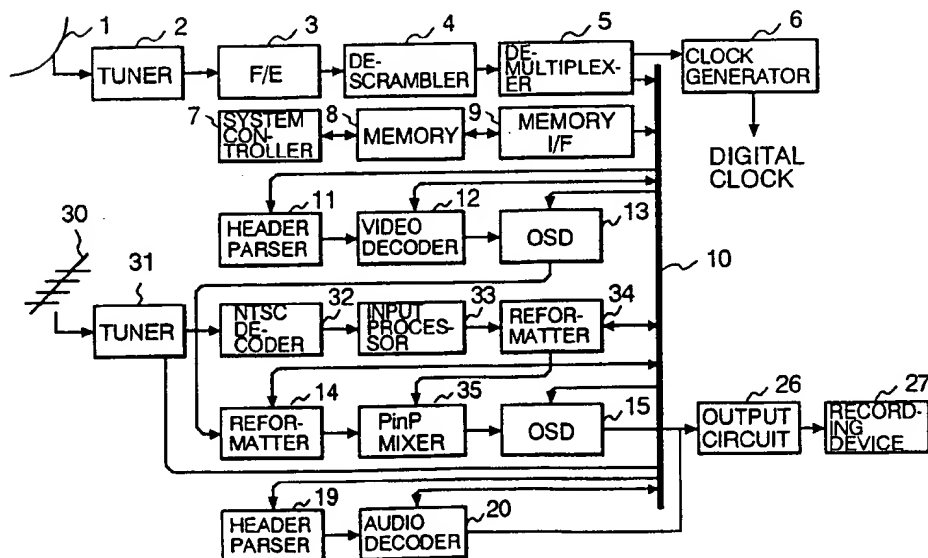 1
2
3
4
5
6
TUNER
F/E
DE-
SCRAMBLER
DE-
MULTIPLEX-
ER
CLOCK
GENERATOR
7
SYSTEM
CON-
TROLLER
8
MEMORY
9
MEMORY
I/F
DIGITAL
CLOCK
11
HEADER
PARSER
12
VIDEO
DECODER
OSD
13
10
30
31
TUNER
NTSC
DE-
CODER
32
INPUT
PROCES-
SOR
33
REFOR-
MATTER
34
14
REFOR-
MATTER
35
PinP
MIXER
15
OSD
26
OUTPUT
CIRCUIT
27
RECORD-
ING
DEVICE
19
HEADER
PARSER
AUDIO
DECODER
20